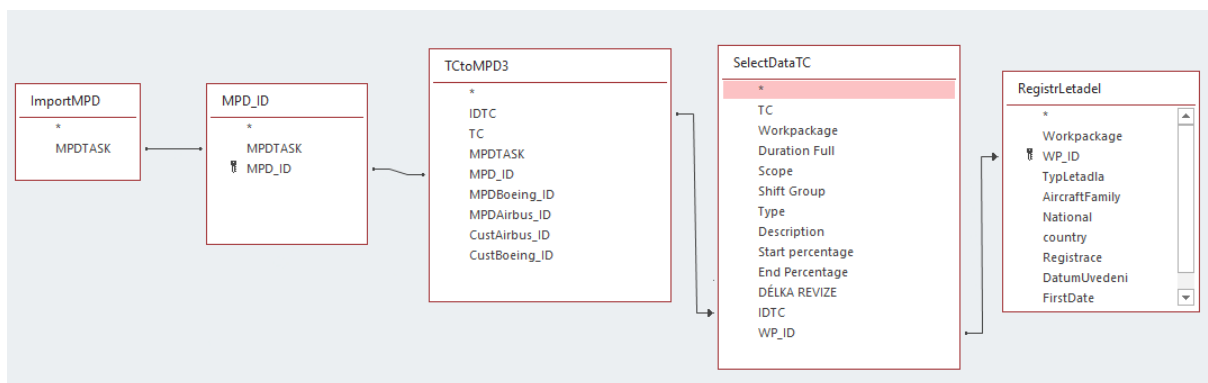 ImportMPD
*
MPDTASK
MPD_ID
*
MPDTASK
MPD_ID
TCtoMPD3
*
IDTC
TC
MPDTASK
MPD_ID
MPDBoeing_ID
MPDAirbus_ID
CustAirbus_ID
CustBoeing_ID
SelectDataTC
*
TC
Workpackage
Duration Full
Scope
Shift Group
Type
Description
Start percentage
End Percentage
DÉLKA REVIZE
IDTC
WP_ID
RegistrLetadel
*
Workpackage
WP_ID
TypLetadla
AircraftFamily
National
country
Registrace
DatumUvedeni
FirstDate